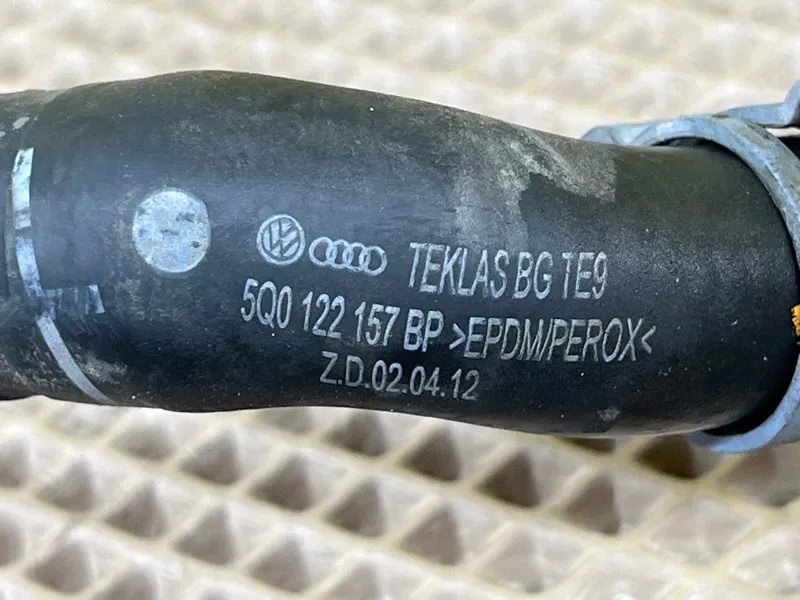 TEKLAS BG TE9
5Q0 122 157 BP >EPDM/PEROX<
Z.D.02.04.12